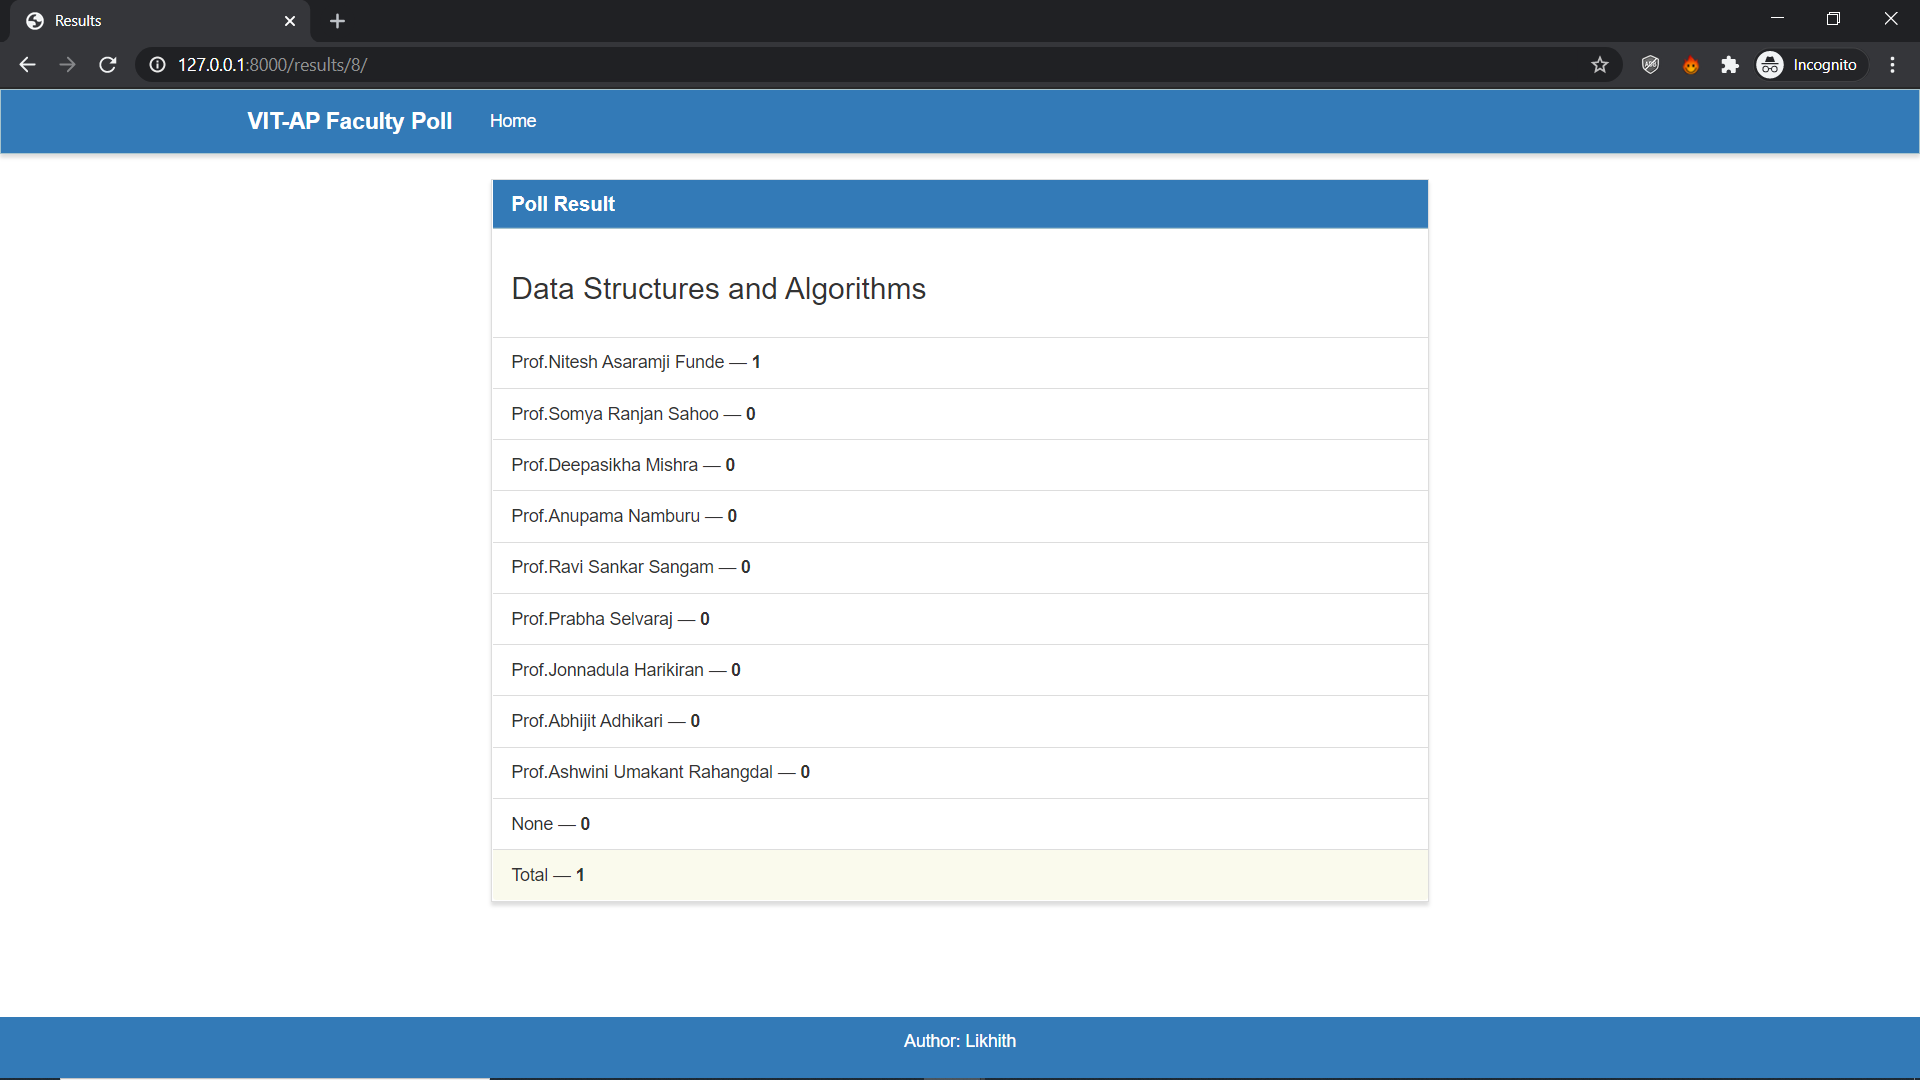 Results
127.0.0.1:8000/results/8/
Incognito
VIT-AP Faculty Poll Home
Poll Result
Data Structures and Algorithms
Prof.Nitesh Asaramji Funde — 1
Prof.Somya Ranjan Sahoo — 0
Prof.Deepasikha Mishra — 0
Prof.Anupama Namburu — 0
Prof.Ravi Sankar Sangam — 0
Prof.Prabha Selvaraj — 0
Prof.Jonnadula Harikiran — 0
Prof.Abhijit Adhikari — 0
Prof.Ashwini Umakant Rahangdal — 0
None — 0
Total — 1
Author: Likhith